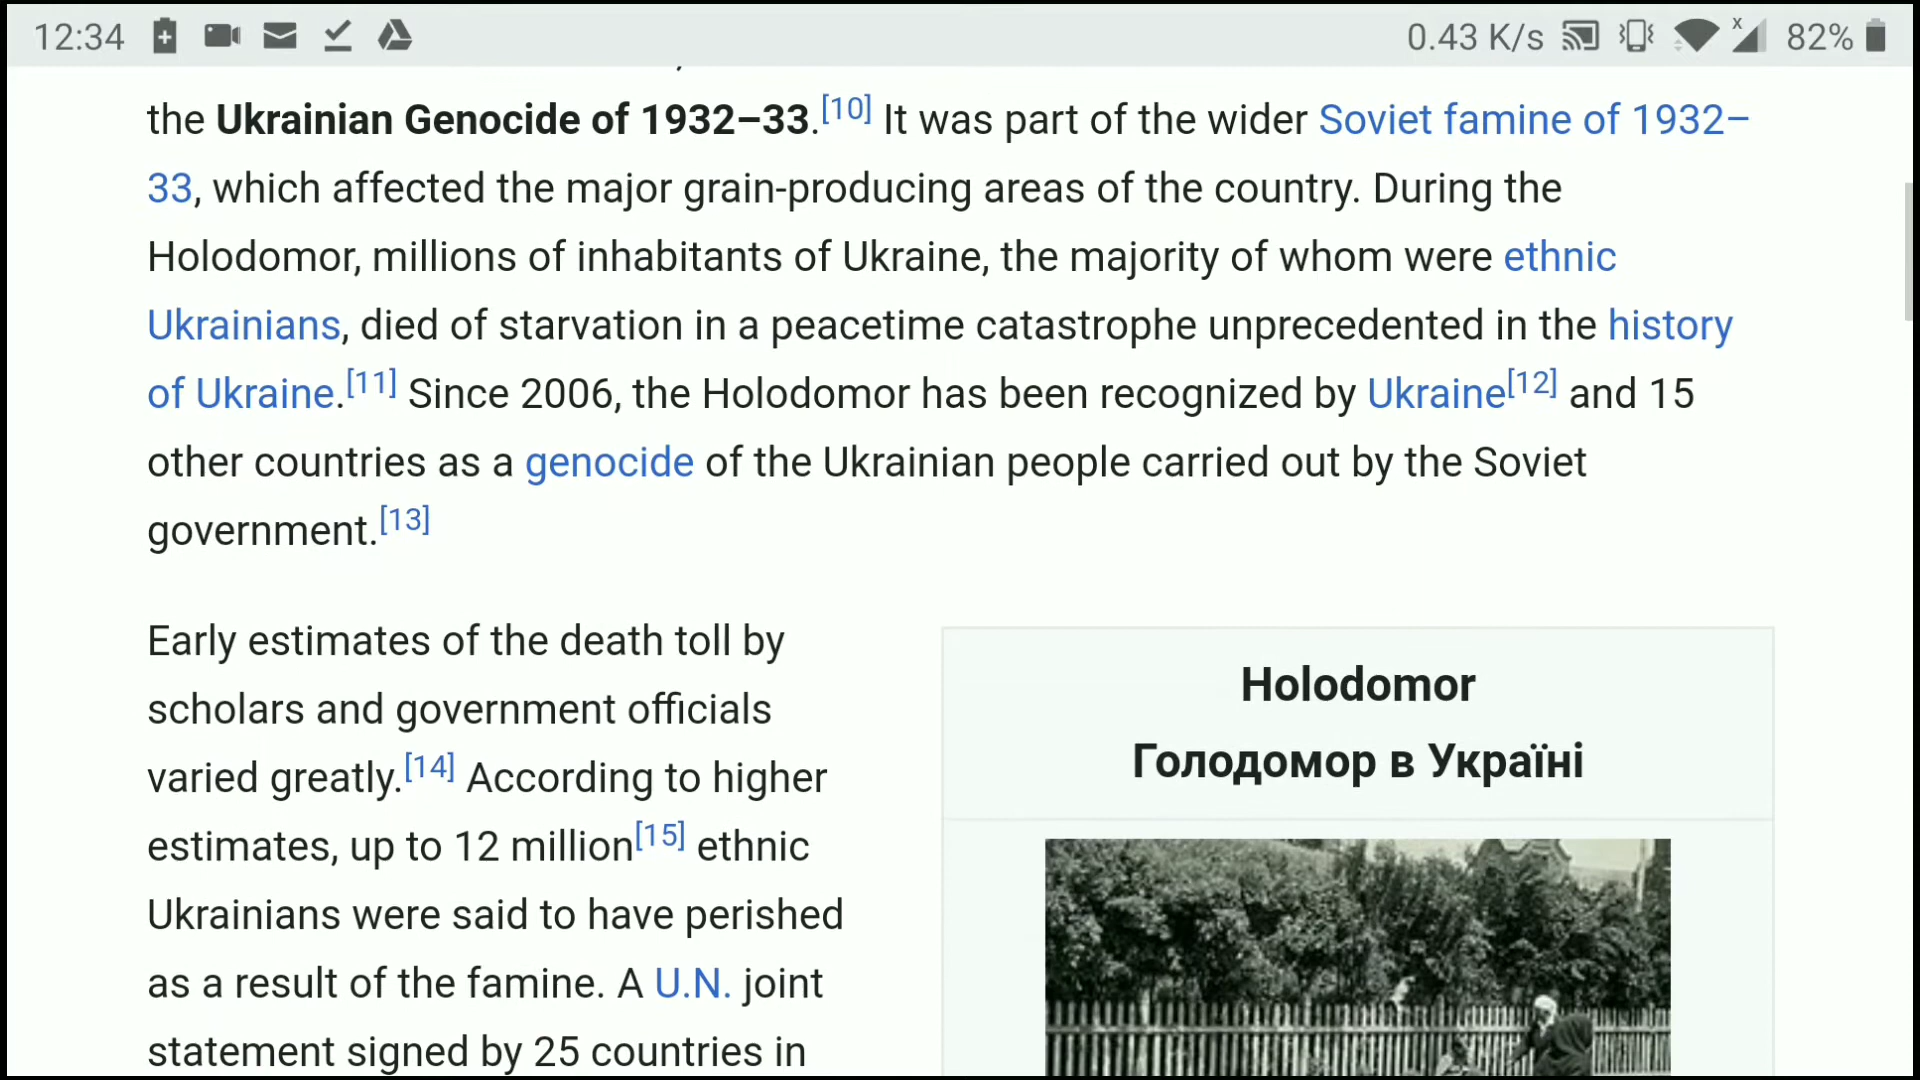 12:34 0.43 K/s x 82%
the Ukrainian Genocide of 1932–33.[10] It was part of the wider Soviet famine of 1932–
33, which affected the major grain-producing areas of the country. During the
Holodomor, millions of inhabitants of Ukraine, the majority of whom were ethnic
Ukrainians, died of starvation in a peacetime catastrophe unprecedented in the history
of Ukraine.[11] Since 2006, the Holodomor has been recognized by Ukraine[12] and 15
other countries as a genocide of the Ukrainian people carried out by the Soviet
government.[13]
Early estimates of the death toll by
scholars and government officials
varied greatly.[14] According to higher
estimates, up to 12 million[15] ethnic
Ukrainians were said to have perished
as a result of the famine. A U.N. joint
statement signed by 25 countries in
Holodomor
Голодомор в Україні